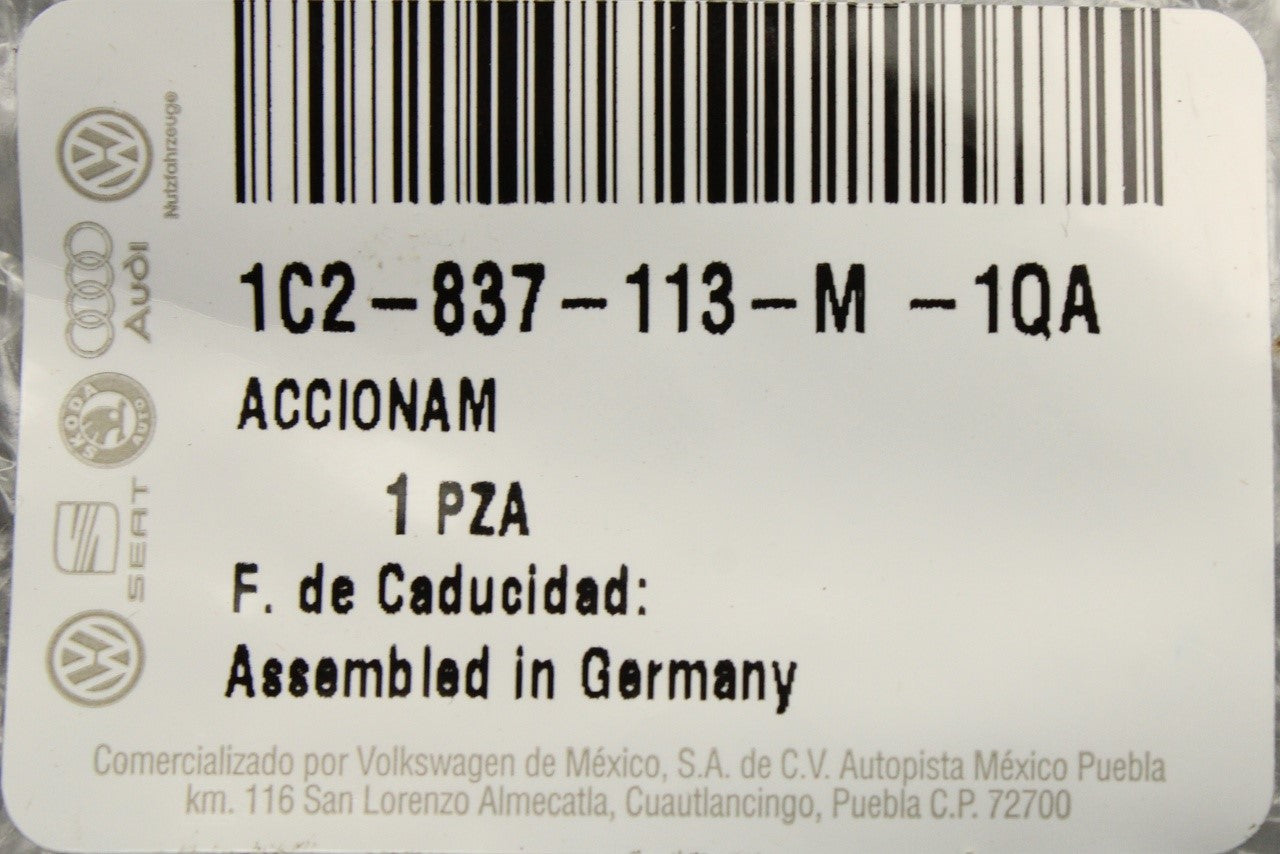 1C2-837-113-M -1QA
ACCIONAM
1 PZA
F. de Caducidad:
Assembled in Germany
Comercializado por Volkswagen de México, S.A. de C.V. Autopista México Puebla
km. 116 San Lorenzo Almecatla, Cuautlancingo, Puebla C.P. 72700
Nutzfahrzeuge
Audi
SKODA AUTO
SEAT